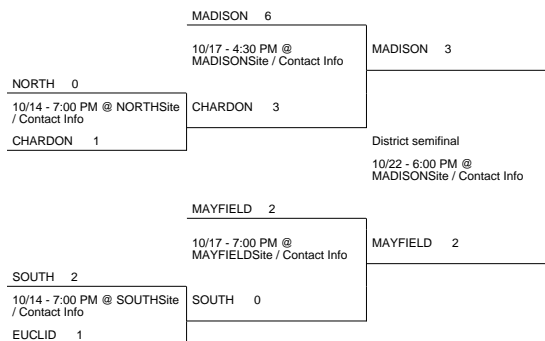 MADISON 6
10/17 - 4:30 PM @
MADISONSite / Contact Info
MADISON 3
NORTH 0
10/14 - 7:00 PM @ NORTHSite
/ Contact Info
CHARDON 3
CHARDON 1
District semifinal
10/22 - 6:00 PM @
MADISONSite / Contact Info
MAYFIELD 2
10/17 - 7:00 PM @
MAYFIELDSite / Contact Info
MAYFIELD 2
SOUTH 2
10/14 - 7:00 PM @ SOUTHSite
/ Contact Info
SOUTH 0
EUCLID 1